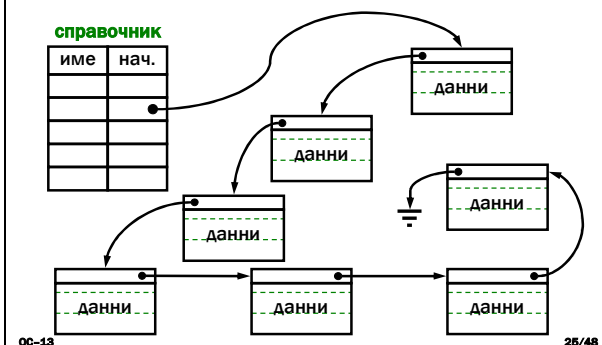 справочник
име нач.
данни
данни
данни
данни
данни
данни
данни
ОС–13 25/48